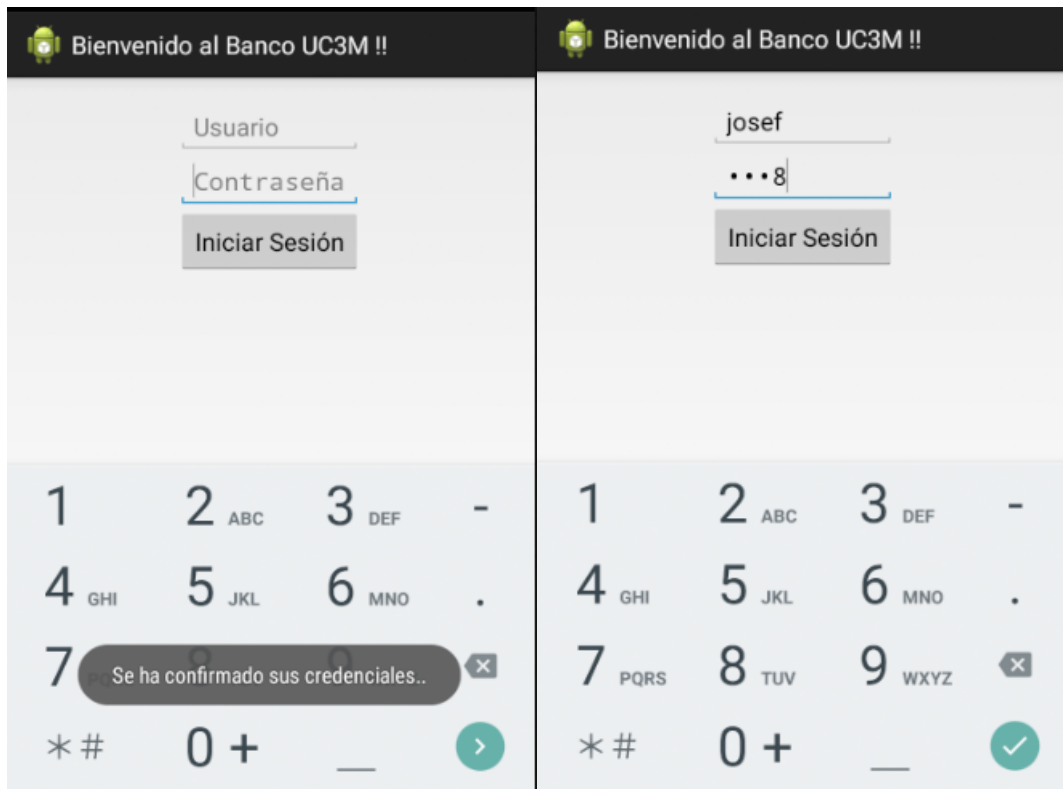 Bienvenido al Banco UC3M !!
Usuario
Contraseña
Iniciar Sesión
1 2 ABC 3 DEF -
4 GHI 5 JKL 6 MNO .
7
Se ha confirmado sus credenciales..
*# 0 + _
Bienvenido al Banco UC3M !!
josef
•••8
Iniciar Sesión
1 2 ABC 3 DEF -
4 GHI 5 JKL 6 MNO .
7 PQRS 8 TUV 9 WXYZ
*# 0 + _